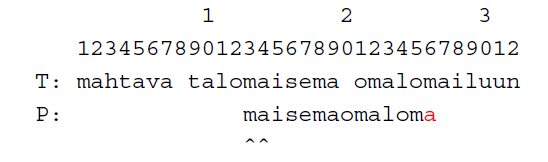 1         2         3
   12345678901234567890123456789012
T: mahtava talomaisema omalomailuun
P:             maisemaomaloma
               ^^